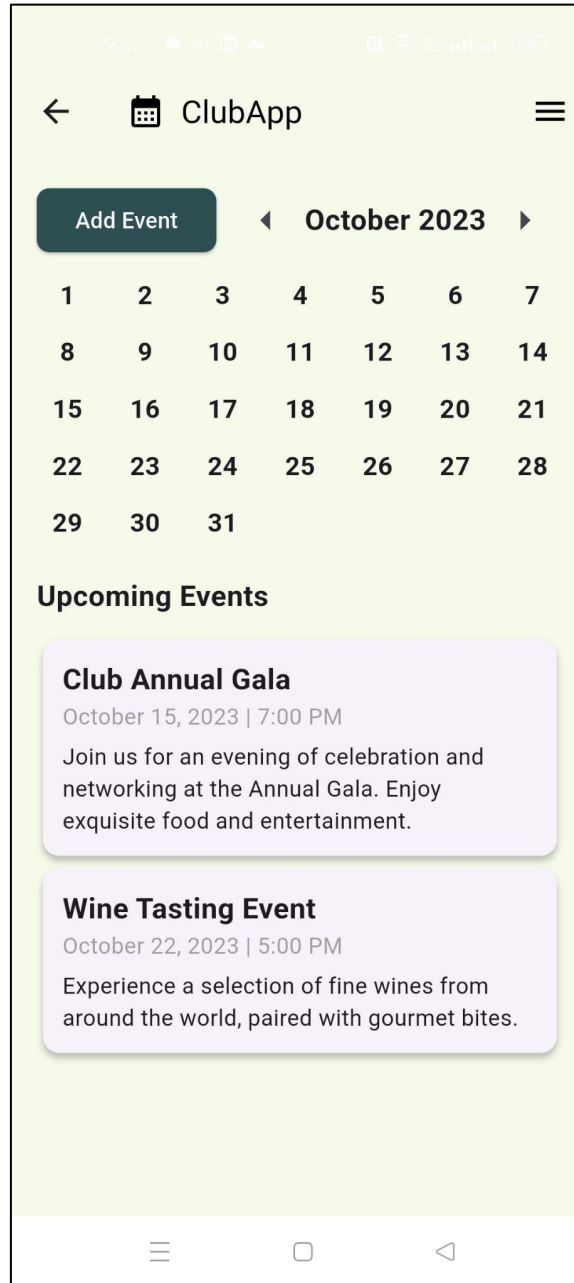 9:37
ClubApp
Add Event
October 2023
1 2 3 4 5 6 7
8 9 10 11 12 13 14
15 16 17 18 19 20 21
22 23 24 25 26 27 28
29 30 31
Upcoming Events
Club Annual Gala
October 15, 2023 | 7:00 PM
Join us for an evening of celebration and
networking at the Annual Gala. Enjoy
exquisite food and entertainment.
Wine Tasting Event
October 22, 2023 | 5:00 PM
Experience a selection of fine wines from
around the world, paired with gourmet bites.